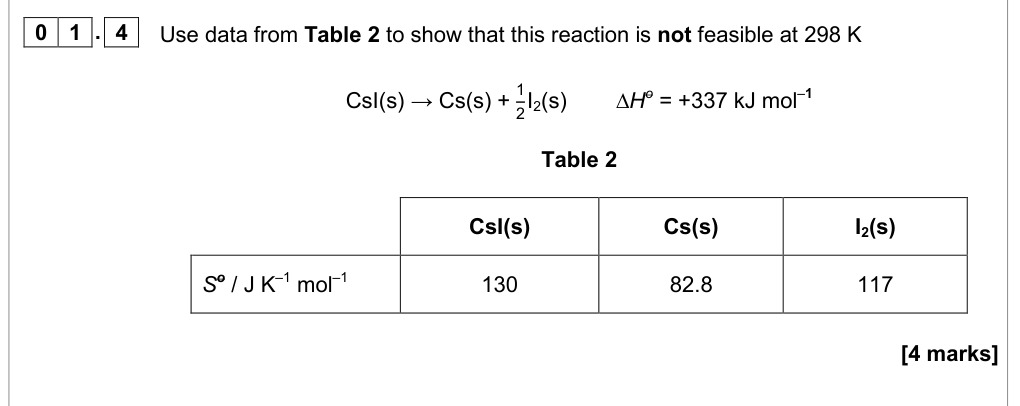 01.4 Use data from Table 2 to show that this reaction is not feasible at 298 K
CsI(s) → Cs(s) + ½I₂(s) ΔH⦵ = +337 kJ mol⁻¹
Table 2
CsI(s) Cs(s) I₂(s)
S⦵ / J K⁻¹ mol⁻¹ 130 82.8 117
[4 marks]